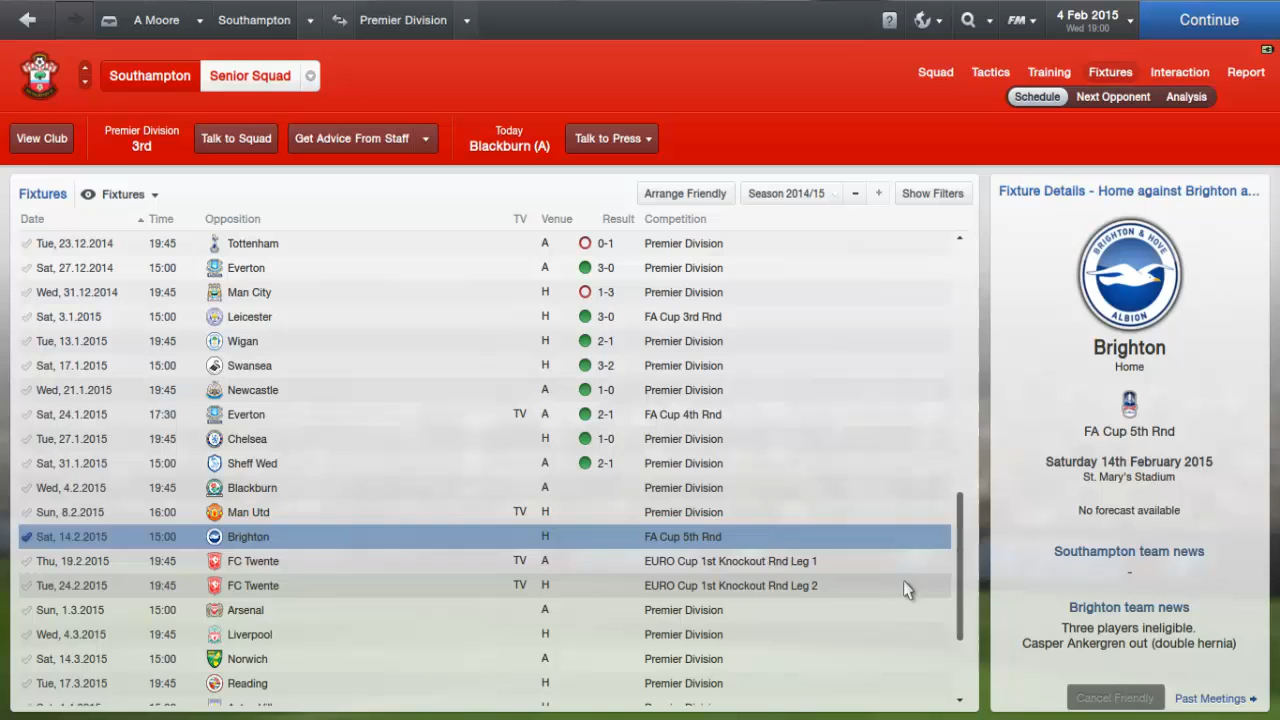 A Moore Southampton Premier Division ? FM 4 Feb 2015 Continue
Wed 19:00
Southampton Senior Squad Squad Tactics Training Fixtures Interaction Report
Schedule Next Opponent Analysis
View Club Premier Division 3rd Talk to Squad Get Advice From Staff Today Blackburn (A) Talk to Press
Fixtures Fixtures Arrange Friendly Season 2014/15 - + Show Filters
Date Time Opposition TV Venue Result Competition
Tue, 23.12.2014 19:45 Tottenham A 0-1 Premier Division
Sat, 27.12.2014 15:00 Everton A 3-0 Premier Division
Wed, 31.12.2014 19:45 Man City H 1-3 Premier Division
Sat, 3.1.2015 15:00 Leicester H 3-0 FA Cup 3rd Rnd
Tue, 13.1.2015 19:45 Wigan H 2-1 Premier Division
Sat, 17.1.2015 15:00 Swansea H 3-2 Premier Division
Wed, 21.1.2015 19:45 Newcastle A 1-0 Premier Division
Sat, 24.1.2015 17:30 Everton TV A 2-1 FA Cup 4th Rnd
Tue, 27.1.2015 19:45 Chelsea H 1-0 Premier Division
Sat, 31.1.2015 15:00 Sheff Wed A 2-1 Premier Division
Wed, 4.2.2015 19:45 Blackburn A Premier Division
Sun, 8.2.2015 16:00 Man Utd TV H Premier Division
Sat, 14.2.2015 15:00 Brighton H FA Cup 5th Rnd
Thu, 19.2.2015 19:45 FC Twente TV A EURO Cup 1st Knockout Rnd Leg 1
Tue, 24.2.2015 19:45 FC Twente TV H EURO Cup 1st Knockout Rnd Leg 2
Sun, 1.3.2015 15:00 Arsenal A Premier Division
Wed, 4.3.2015 19:45 Liverpool H Premier Division
Sat, 14.3.2015 15:00 Norwich A Premier Division
Tue, 17.3.2015 19:45 Reading H Premier Division
Fixture Details - Home against Brighton a...
BRIGHTON & HOVE
ALBION
Brighton
Home
FA Cup 5th Rnd
Saturday 14th February 2015
St. Mary's Stadium
No forecast available
Southampton team news
-
Brighton team news
Three players ineligible.
Casper Ankergren out (double hernia)
Cancel Friendly Past Meetings